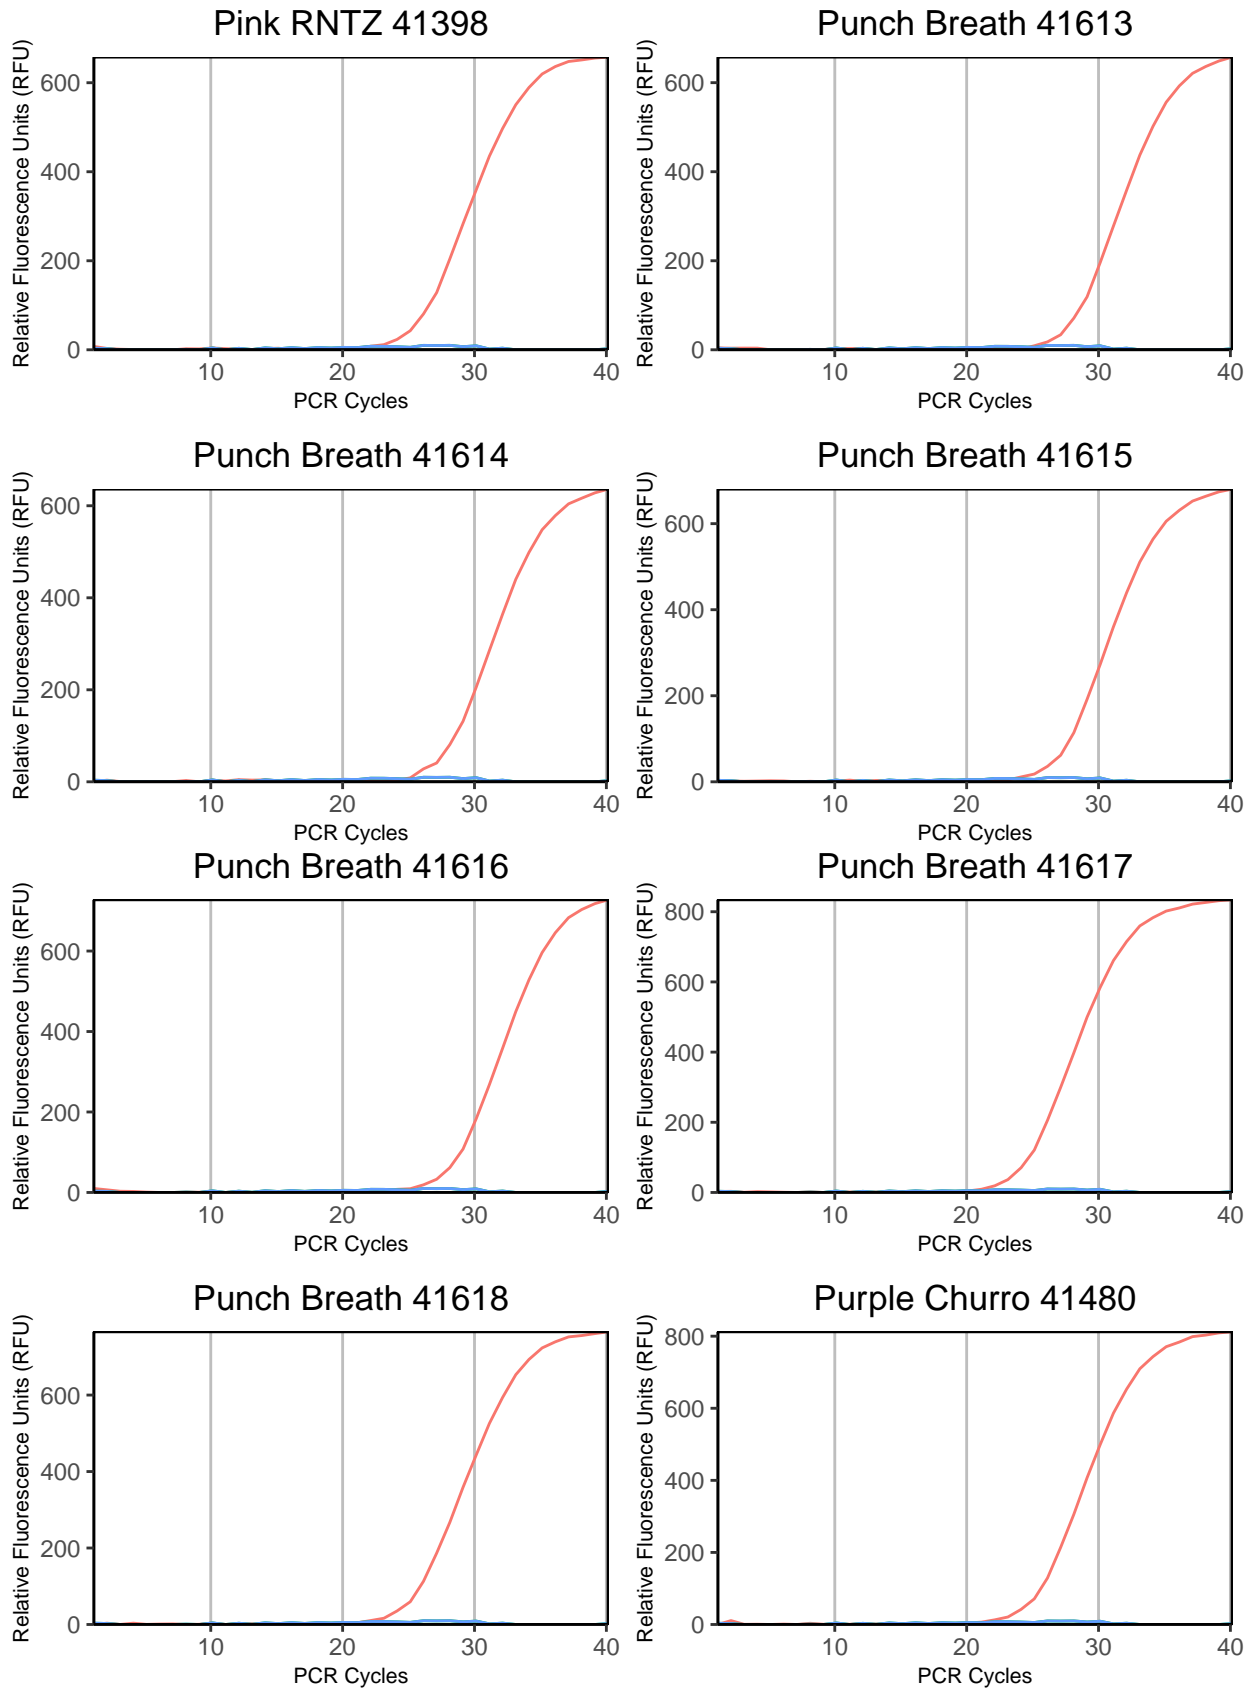 Pink RNTZ 41398
Relative Fluorescence Units (RFU)
600
400
200
0
10 20 30 40
PCR Cycles
Punch Breath 41613
Relative Fluorescence Units (RFU)
600
400
200
0
10 20 30 40
PCR Cycles
Punch Breath 41614
Relative Fluorescence Units (RFU)
600
400
200
0
10 20 30 40
PCR Cycles
Punch Breath 41615
Relative Fluorescence Units (RFU)
600
400
200
0
10 20 30 40
PCR Cycles
Punch Breath 41616
Relative Fluorescence Units (RFU)
600
400
200
0
10 20 30 40
PCR Cycles
Punch Breath 41617
Relative Fluorescence Units (RFU)
800
600
400
200
0
10 20 30 40
PCR Cycles
Punch Breath 41618
Relative Fluorescence Units (RFU)
600
400
200
0
10 20 30 40
PCR Cycles
Purple Churro 41480
Relative Fluorescence Units (RFU)
800
600
400
200
0
10 20 30 40
PCR Cycles